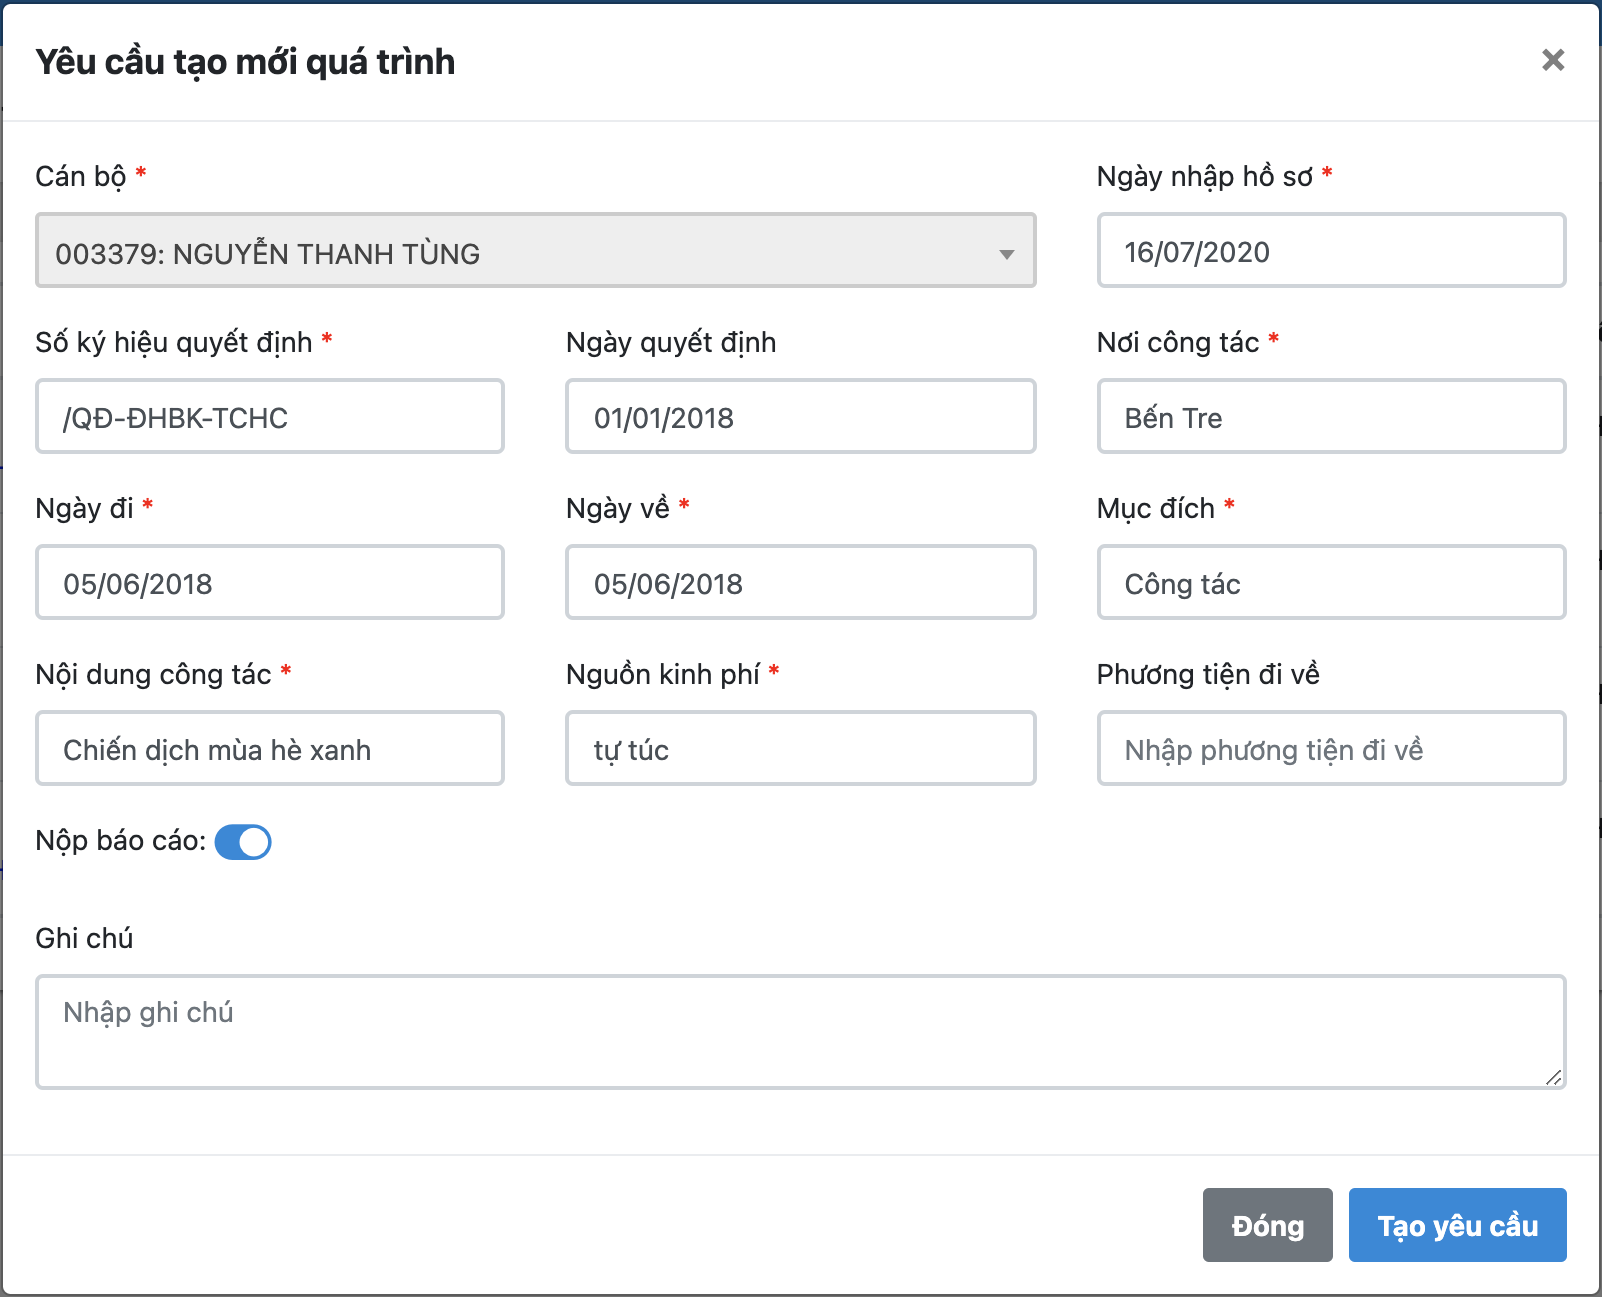 Yêu cầu tạo mới quá trình
×
Cán bộ *
Ngày nhập hồ sơ *
003379: NGUYỄN THANH TÙNG
16/07/2020
Số ký hiệu quyết định *
Ngày quyết định
Nơi công tác *
/QĐ-ĐHBK-TCHC
01/01/2018
Bến Tre
Ngày đi *
Ngày về *
Mục đích *
05/06/2018
05/06/2018
Công tác
Nội dung công tác *
Nguồn kinh phí *
Phương tiện đi về
Chiến dịch mùa hè xanh
tự túc
Nhập phương tiện đi về
Nộp báo cáo:
Ghi chú
Nhập ghi chú
Đóng
Tạo yêu cầu